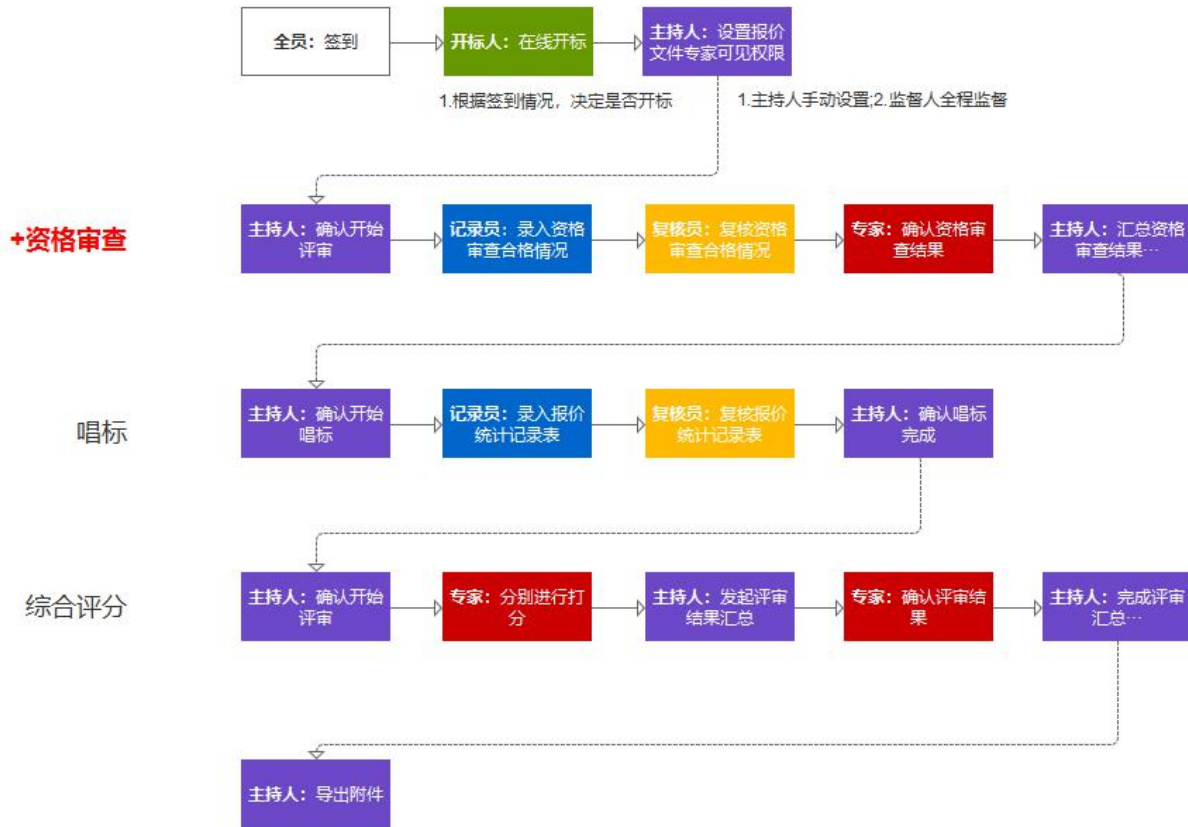 全员：签到
开标人：在线开标
主持人：设置报价
文件专家可见权限
1.根据签到情况，决定是否开标
1.主持人手动设置;2.监督人全程监督
+资格审查
主持人：确认开始
评审
记录员：录入资格
审查合格情况
复核员：复核资格
审查合格情况
专家：确认资格审
查结果
主持人：汇总资格
审查结果…
唱标
主持人：确认开始
唱标
记录员：录入报价
统计记录表
复核员：复核报价
统计记录表
主持人：确认唱标
完成
综合评分
主持人：确认开始
评审
专家：分别进行打
分
主持人：发起评审
结果汇总
专家：确认评审结
果
主持人：完成评审
汇总…
主持人：导出附件